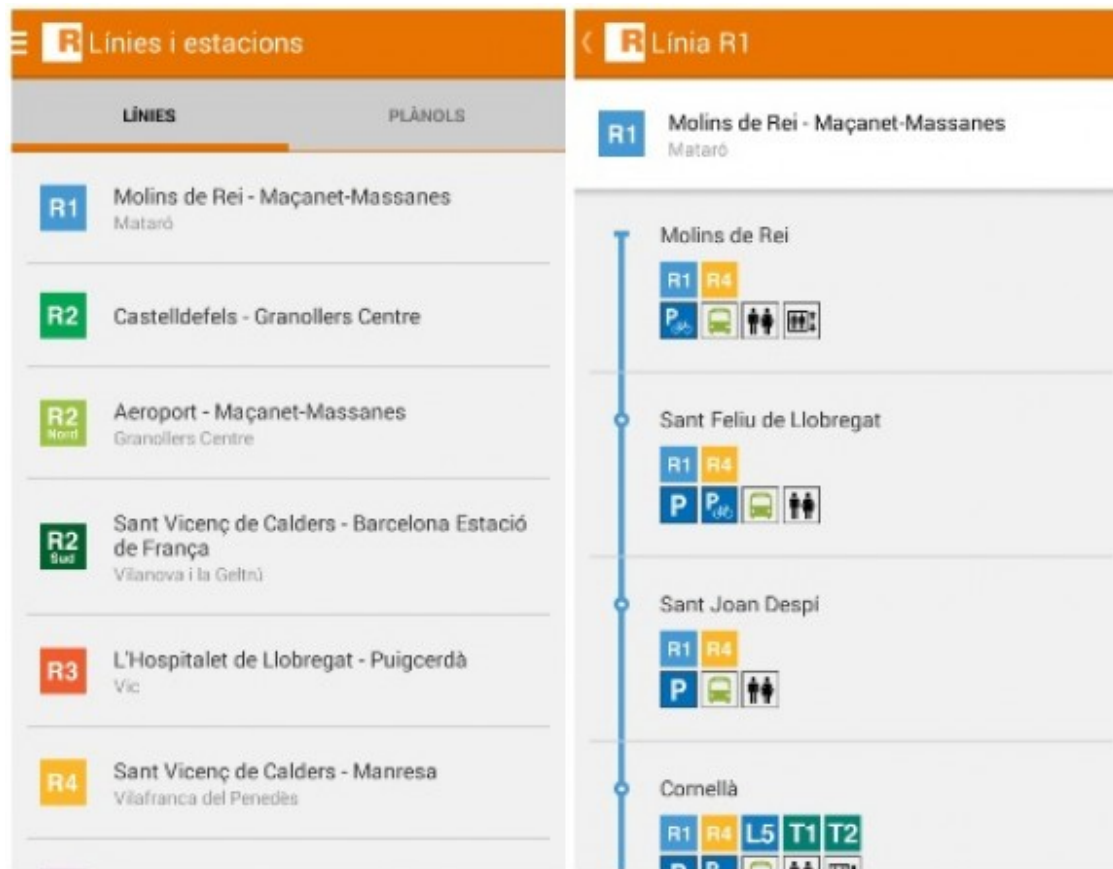 R Línies i estacions
LÍNIES
PLÀNOLS
R1
Molins de Rei - Maçanet-Massanes
Mataró
R2
Castelldefels - Granollers Centre
R2
Nord
Aeroport - Maçanet-Massanes
Granollers Centre
R2
Sud
Sant Vicenç de Calders - Barcelona Estació
de França
Vilanova i la Geltrú
R3
L'Hospitalet de Llobregat - Puigcerdà
Vic
R4
Sant Vicenç de Calders - Manresa
Vilafranca del Penedès
R Línia R1
R1
Molins de Rei - Maçanet-Massanes
Mataró
Molins de Rei
R1 R4
P
Sant Feliu de Llobregat
R1 R4
P P
Sant Joan Despí
R1 R4
P
Cornellà
R1 R4 L5 T1 T2
P P